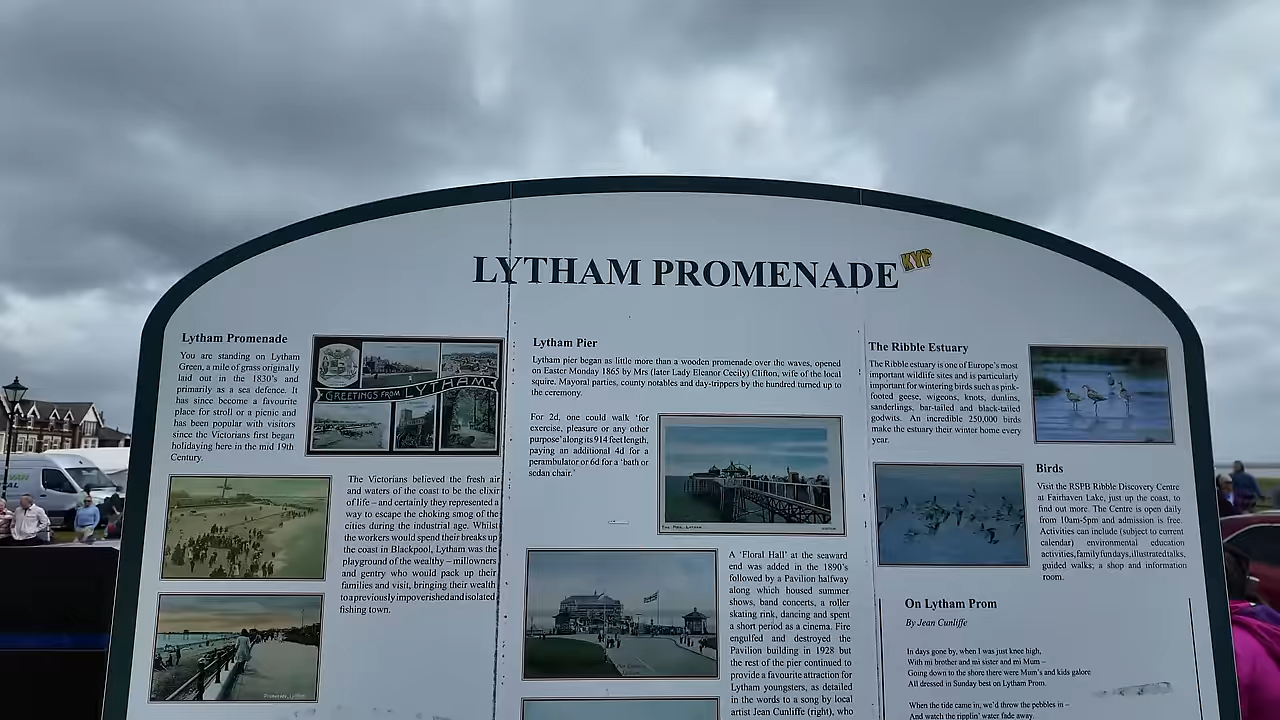 LYTHAM PROMENADE
KYP
Lytham Promenade
You are standing on Lytham
Green, a mile of grass originally
laid out in the 1830's and
primarily as a sea defence. It
has since become a favourite
place for stroll or a picnic and
has been popular with visitors
since the Victorians first began
holidaying here in the mid 19th
Century.
GREETINGS FROM LYTHAM
The Victorians believed the fresh air
and waters of the coast to be the elixir
of life – and certainly they represented a
way to escape the choking smog of the
cities during the industrial age. Whilst
the workers would spend their breaks up
the coast in Blackpool, Lytham was the
playground of the wealthy – millowners
and gentry who would pack up their
families and visit, bringing their wealth
to a previously impoverished and isolated
fishing town.
Promenade, Lytham
Lytham Pier
Lytham pier began as little more than a wooden promenade over the waves, opened
on Easter Monday 1865 by Mrs (later Lady Eleanor Cecily) Clifton, wife of the local
squire. Mayoral parties, county notables and day-trippers by the hundred turned up to
the ceremony.
For 2d, one could walk 'for
exercise, pleasure or any other
purpose' along its 914 feet length,
paying an additional 4d for a
perambulator or 6d for a 'bath or
sedan chair.'
THE PIER, LYTHAM
A 'Floral Hall' at the seaward
end was added in the 1890's
followed by a Pavilion halfway
along which housed summer
shows, band concerts, a roller
skating rink, dancing and spent
a short period as a cinema. Fire
engulfed and destroyed the
Pavilion building in 1928 but
the rest of the pier continued to
provide a favourite attraction for
Lytham youngsters, as detailed
in the words to a song by local
artist Jean Cunliffe (right), who
The Ribble Estuary
The Ribble estuary is one of Europe's most
important wildlife sites and is particularly
important for wintering birds such as pink-
footed geese, wigeons, knots, dunlins,
sanderlings, bar-tailed and black-tailed
godwits. An incredible 250,000 birds
make the estuary their winter home every
year.
Birds
Visit the RSPB Ribble Discovery Centre
at Fairhaven Lake, just up the coast, to
find out more. The Centre is open daily
from 10am-5pm and admission is free.
Activities can include (subject to current
calendar) environmental education
activities, family fun days, illustrated talks,
guided walks; a shop and information
room.
On Lytham Prom
By Jean Cunliffe
In days gone by, when I was just knee high,
With mi brother and mi sister and mi Mum –
Going down to the shore there were Mum's and kids galore
All dressed in Sunday best on Lytham Prom.
When the tide came in, we'd throw the pebbles in –
And watch the ripplin' water fade away.